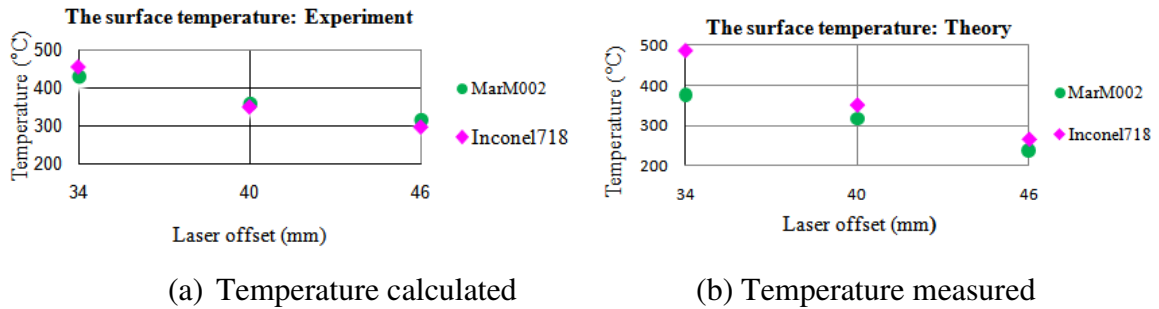 The surface temperature: Experiment
Temperature (°C)
500
400
300
200
34
40
46
Laser offset (mm)
MarM002
Inconel718
(a) Temperature calculated
The surface temperature: Theory
Temperature (°C)
500
400
300
200
34
40
46
Laser offset (mm)
MarM002
Inconel718
(b) Temperature measured